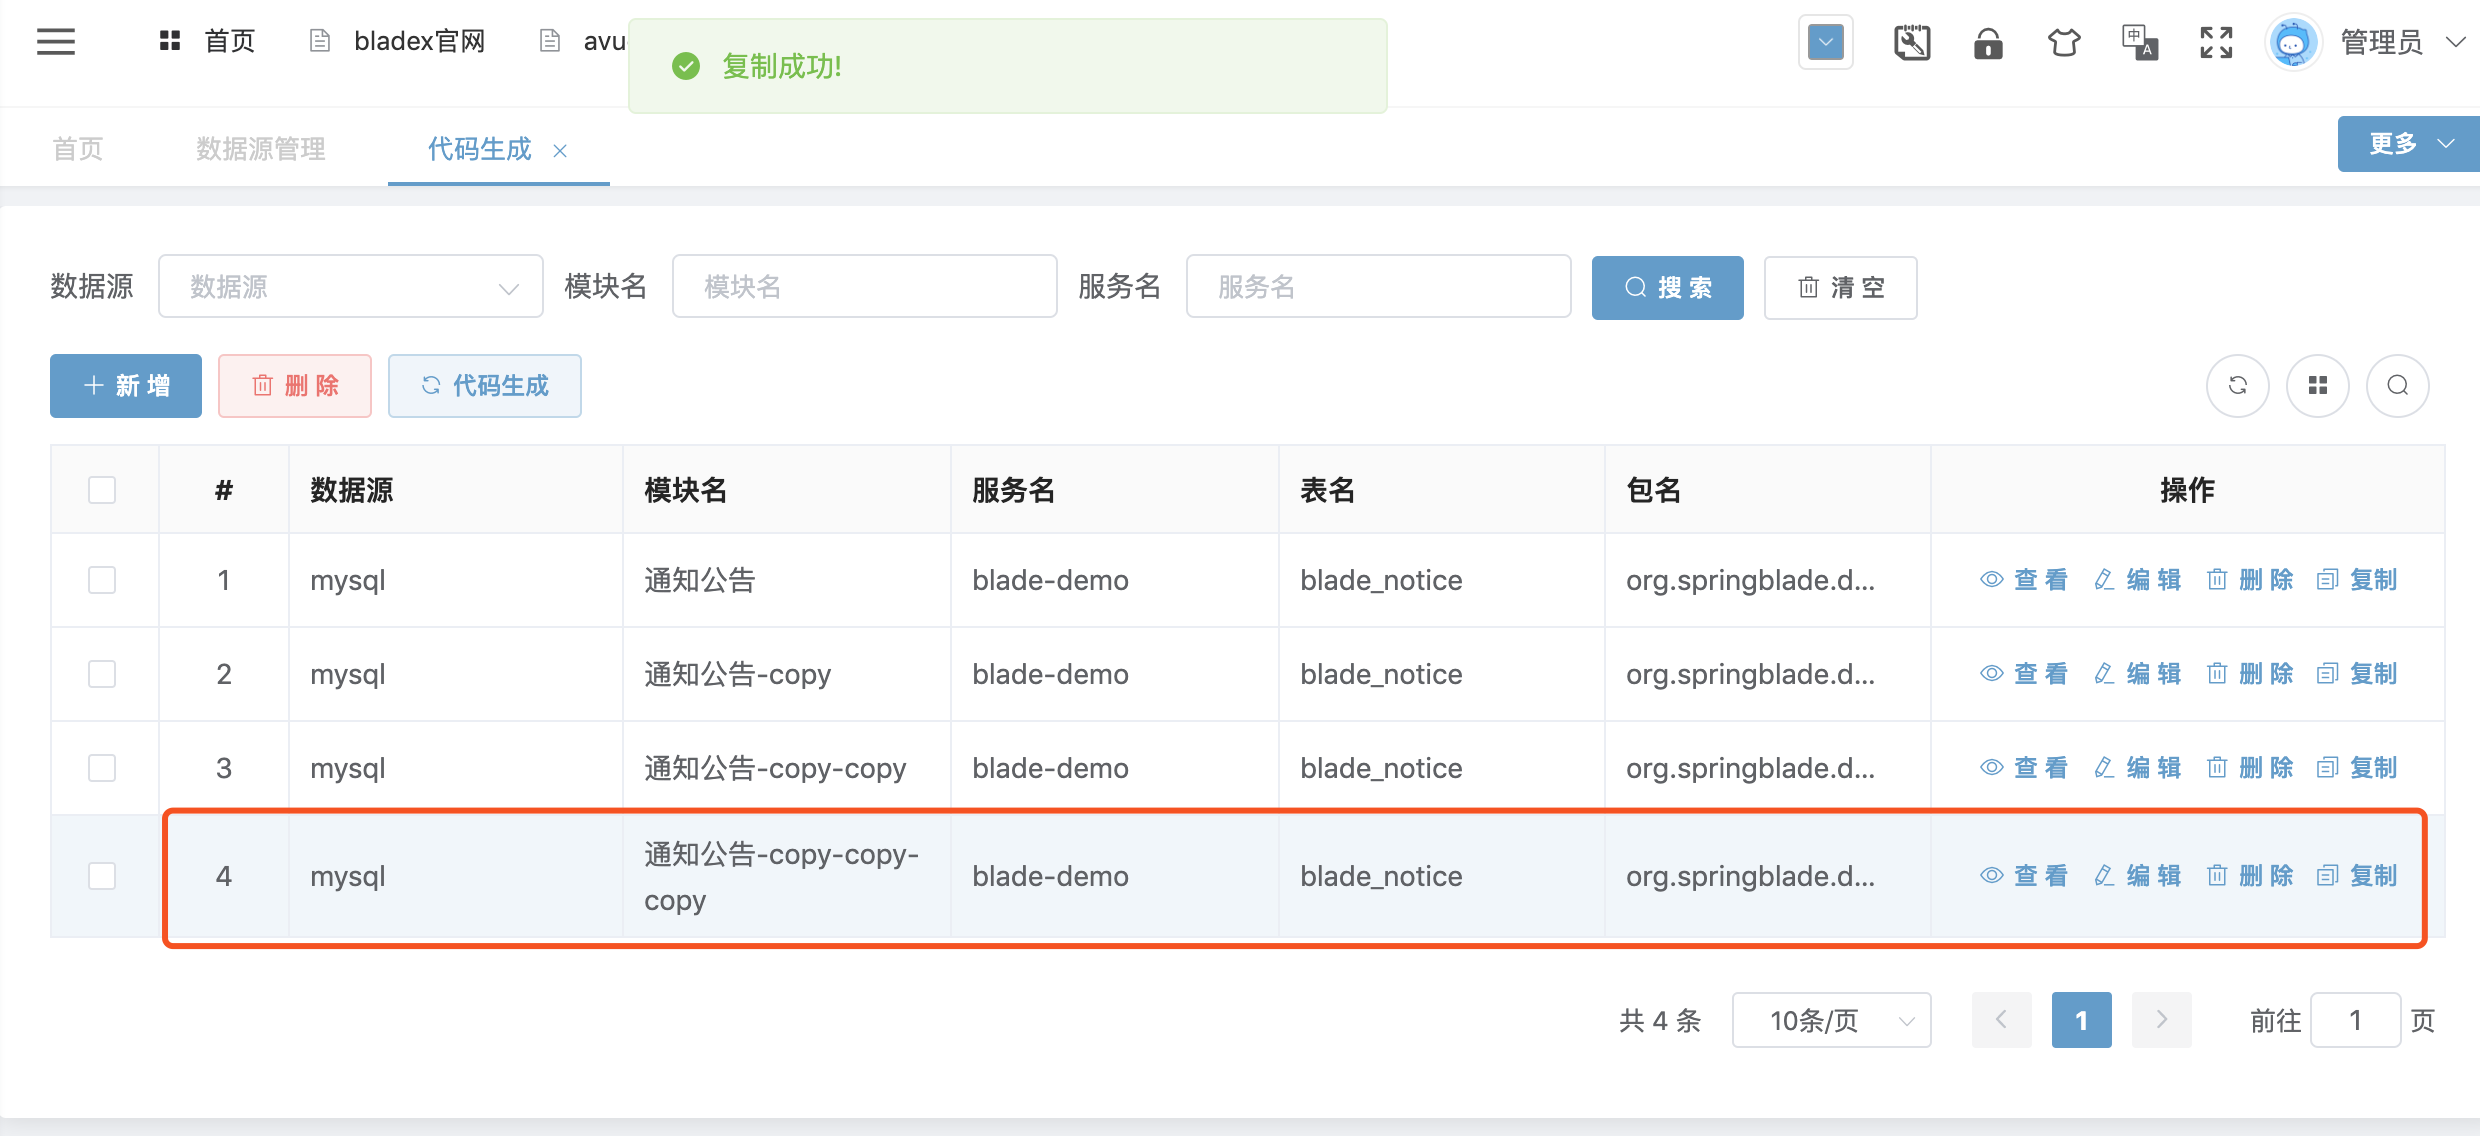 首页 bladex官网 avu 管理员
复制成功!
首页 数据源管理 代码生成 更多
数据源 数据源 模块名 模块名 服务名 服务名 搜 索 清 空
新 增 删 除 代码生成
# 数据源 模块名 服务名 表名 包名 操作
1 mysql 通知公告 blade-demo blade_notice org.springblade.d... 查 看 编 辑 删 除 复制
2 mysql 通知公告-copy blade-demo blade_notice org.springblade.d... 查 看 编 辑 删 除 复制
3 mysql 通知公告-copy-copy blade-demo blade_notice org.springblade.d... 查 看 编 辑 删 除 复制
4 mysql 通知公告-copy-copy-
copy blade-demo blade_notice org.springblade.d... 查 看 编 辑 删 除 复制
共 4 条 10条/页 1 前往 1 页